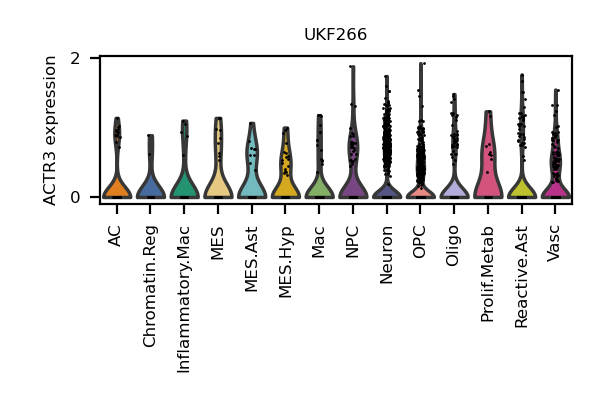 UKF266
ACTR3 expression
2
0
AC
Chromatin.Reg
Inflammatory.Mac
MES
MES.Ast
MES.Hyp
Mac
NPC
Neuron
OPC
Oligo
Prolif.Metab
Reactive.Ast
Vasc